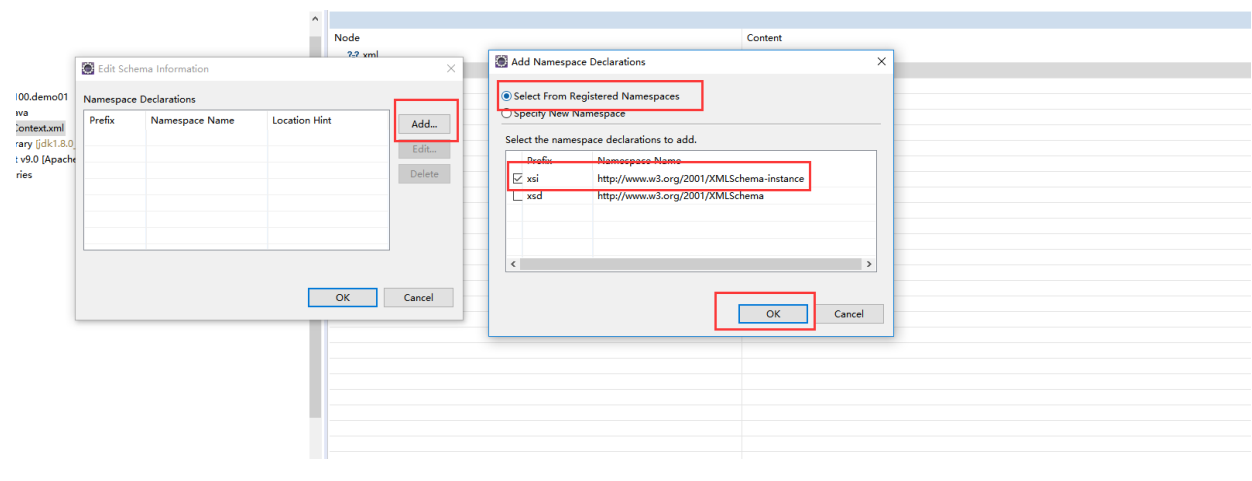 Node
Content
?-? xml
Edit Schema Information
Namespace Declarations
Prefix
Namespace Name
Location Hint
Add...
Edit...
Delete
OK
Cancel
100.demo01
ava
Context.xml
rary [jdk1.8.0_
t v9.0 [Apache
ries
Add Namespace Declarations
Select From Registered Namespaces
Specify New Namespace
Select the namespace declarations to add.
Prefix
Namespace Name
xsi
http://www.w3.org/2001/XMLSchema-instance
xsd
http://www.w3.org/2001/XMLSchema
OK
Cancel